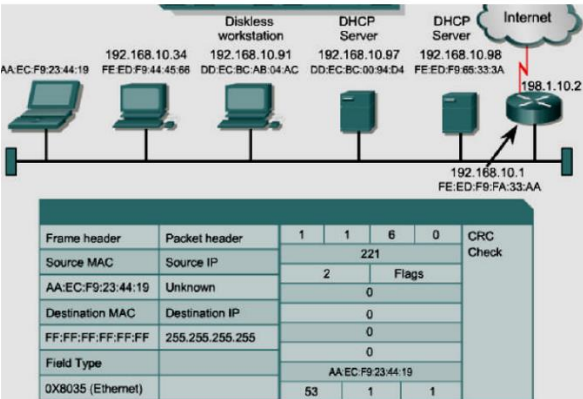 Diskless DHCP DHCP Internet
workstation Server Server
192.168.10.34 192.168.10.91 192.168.10.97 192.168.10.98
AA:EC:F9:23:44:19 FE:ED:F9:44:45:66 DD:EC:BC:AB:04:AC DD:EC:BC:00:94:D4 FE:ED:F9:65:33:3A
198.1.10.2
192.168.10.1
FE:ED:F9:FA:33:AA
Frame header Packet header 1 1 6 0 CRC
Source MAC Source IP 221 Check
2 Flags
AA:EC:F9:23:44:19 Unknown 0
Destination MAC Destination IP 0
FF:FF:FF:FF:FF:FF 255.255.255.255 0
Field Type 0
AA:EC:F9:23:44:19
0X8035 (Ethernet) 53 1 1